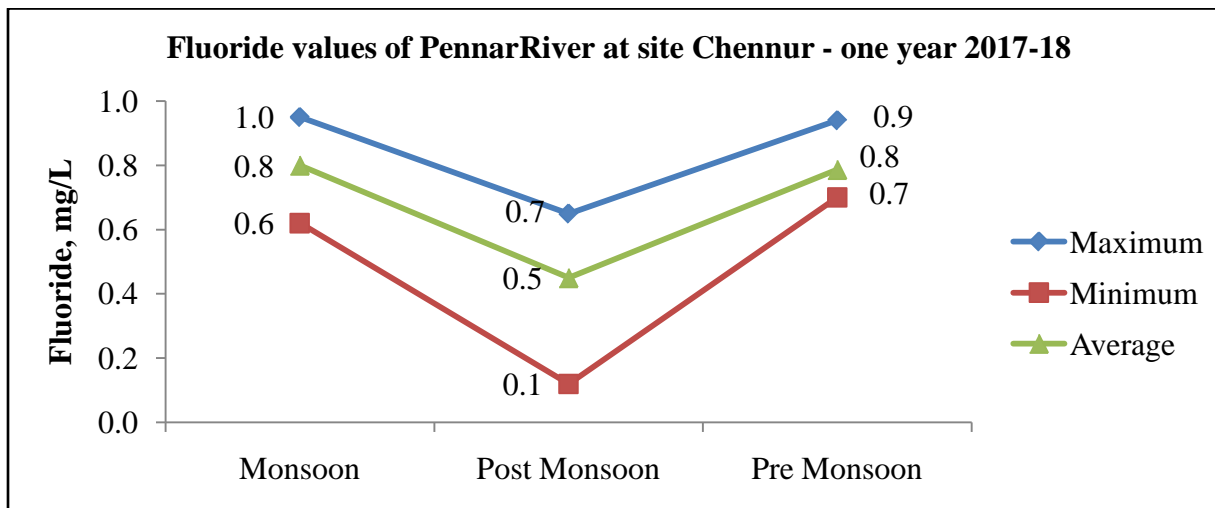 Fluoride values of PennarRiver at site Chennur - one year 2017-18
Fluoride, mg/L
1.0
0.8
0.6
0.4
0.2
0.0
1.0
0.8
0.6
0.7
0.5
0.1
0.9
0.8
0.7
Monsoon
Post Monsoon
Pre Monsoon
Maximum
Minimum
Average